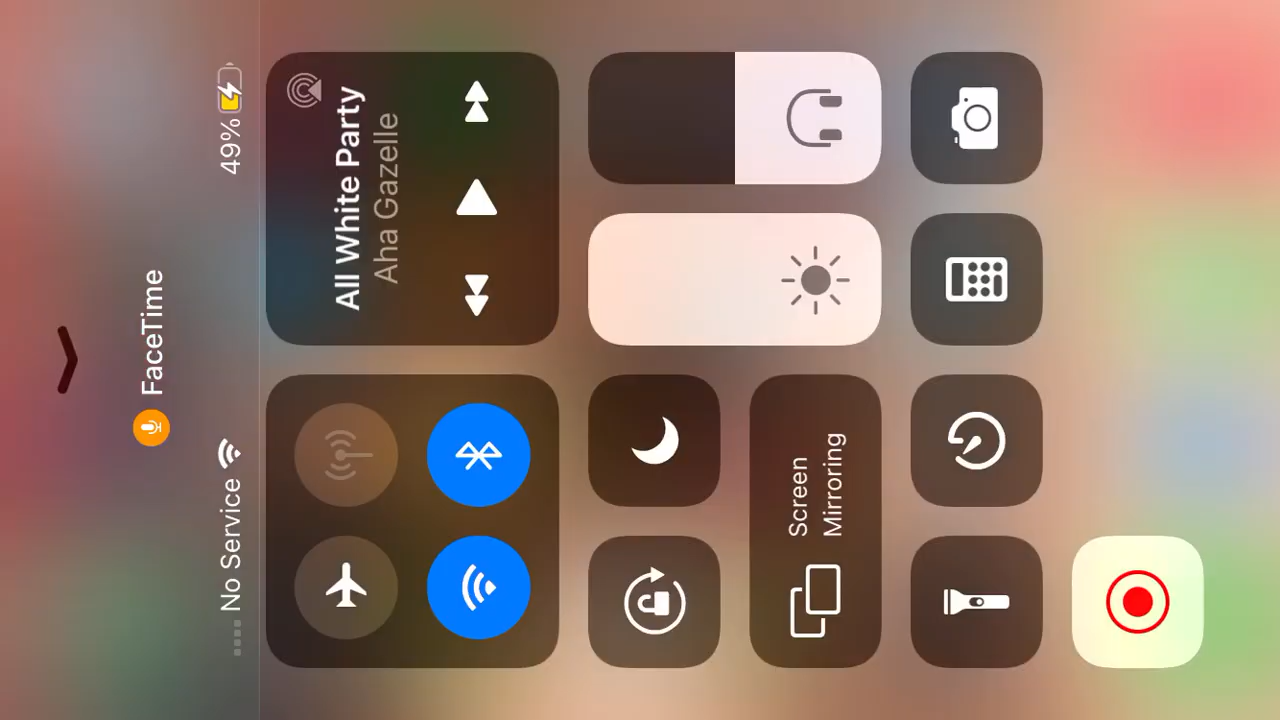 FaceTime
No Service
49%
All White Party
Aha Gazelle
Screen
Mirroring